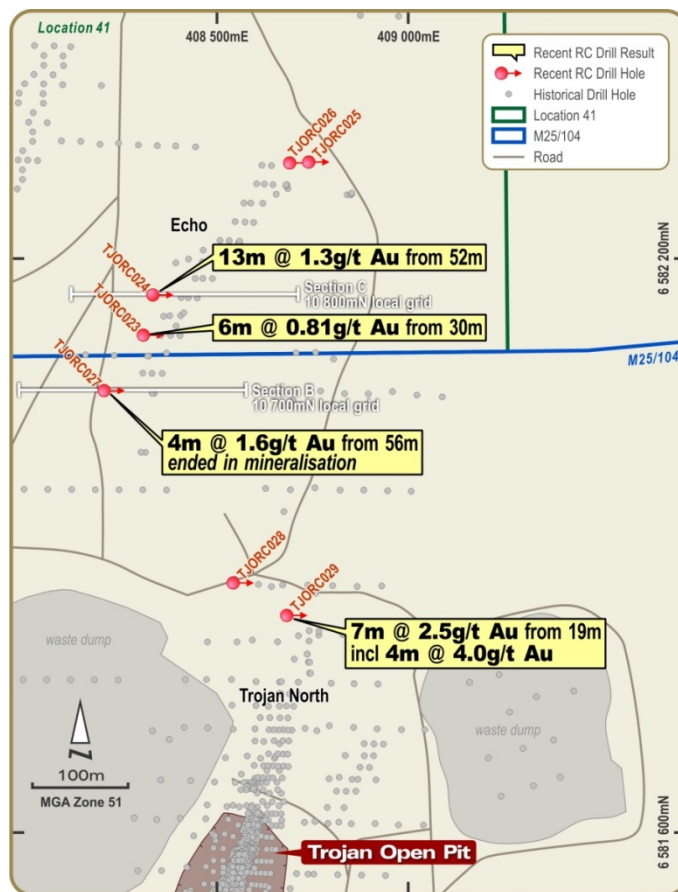 Location 41
408 500mE
409 000mE
Recent RC Drill Result
Recent RC Drill Hole
Historical Drill Hole
Location 41
M25/104
Road
TJORC026
TJORC025
Echo
6 582 200mN
13m @ 1.3g/t Au from 52m
TJORC024
Section C
10 800mN local grid
TJORC023
6m @ 0.81g/t Au from 30m
M25/104
TJORC027
Section B
10 700mN local grid
4m @ 1.6g/t Au from 56m
ended in mineralisation
TJORC028
TJORC029
7m @ 2.5g/t Au from 19m
incl 4m @ 4.0g/t Au
waste dump
Trojan North
waste dump
N
100m
MGA Zone 51
6 581 600mN
Trojan Open Pit
408 500mE
409 000mE